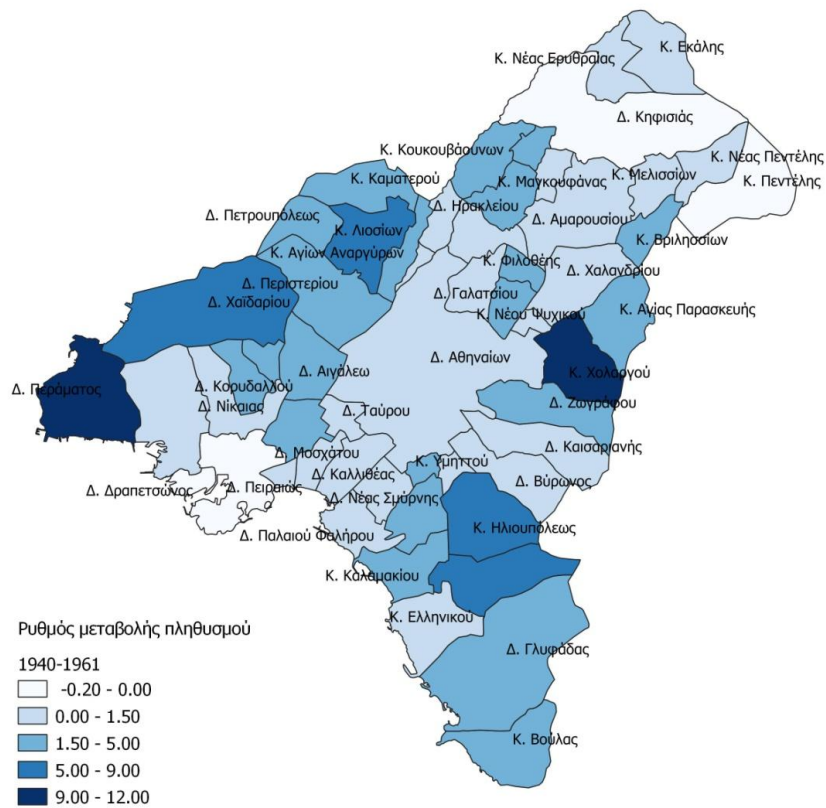 Κ. Εκάλης
Κ. Νέας Ερυθραίας
Δ. Κηφισιάς
Κ. Κουκουβάουνων
Κ. Νέας Πεντέλης
Κ. Μελισσίων
Κ. Καματερού
Κ. Μαγκουφάνας
Κ. Πεντέλης
Δ. Ηρακλείου
Δ. Πετρουπόλεως
Δ. Αμαρουσίου
Κ. Λιοσίων
Κ. Βριλησσίων
Κ. Αγίων Αναργύρων
Κ. Φιλοθέης
Δ. Χαλανδρίου
Δ. Περιστερίου
Δ. Γαλατσίου
Δ. Χαϊδαρίου
Κ. Αγίας Παρασκευής
Κ. Νέου Ψυχικού
Δ. Αθηναίων
Δ. Αιγάλεω
Κ. Χολαργού
Δ. Περάματος
Δ. Κορυδαλλού
Δ. Ζωγράφου
Δ. Νίκαιας
Δ. Ταύρου
Δ. Καισαριανής
Δ. Μοσχάτου
Κ. Υμηττού
Δ. Καλλιθέας
Δ. Βύρωνος
Δ. Δραπετσώνος
Δ. Πειραιώς
Δ. Νέας Σμύρνης
Κ. Ηλιουπόλεως
Δ. Παλαιού Φαλήρου
Κ. Καλαμακίου
Κ. Ελληνικού
Ρυθμός μεταβολής πληθυσμού
Δ. Γλυφάδας
1940-1961
-0.20 - 0.00
0.00 - 1.50
1.50 - 5.00
Κ. Βούλας
5.00 - 9.00
9.00 - 12.00